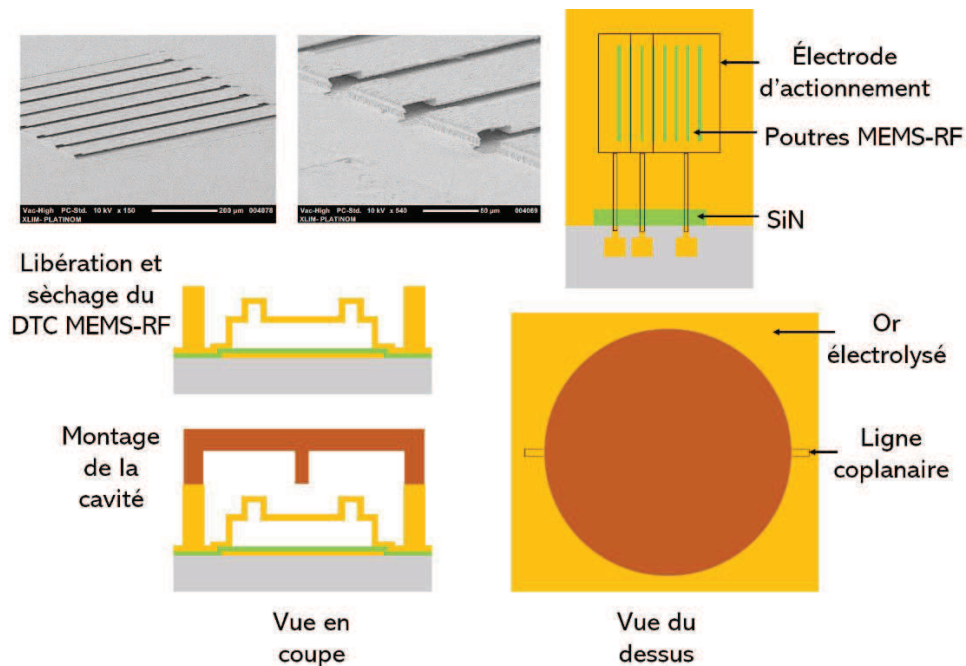 Vac-High PC-Std. 10 kV x 150 200 µm 004078
XLIM- PLATINOM
Vac-High PC-Std. 10 kV x 540 50 µm 004069
XLIM- PLATINOM
Électrode
d'actionnement
Poutres MEMS-RF
SiN
Libération et
sèchage du
DTC MEMS-RF
Or
électrolysé
Montage
de la
cavité
Ligne
coplanaire
Vue en
coupe
Vue du
dessus